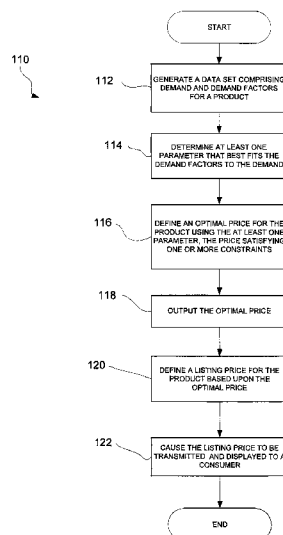 START
110
112
GENERATE A DATA SET COMPRISING
DEMAND AND DEMAND FACTORS
FOR A PRODUCT
114
DETERMINE AT LEAST ONE
PARAMETER THAT BEST FITS THE
DEMAND FACTORS TO THE DEMAND
116
DEFINE AN OPTIMAL PRICE FOR THE
PRODUCT USING THE AT LEAST ONE
PARAMETER, THE PRICE SATISFYING
ONE OR MORE CONSTRAINTS
118
OUTPUT THE OPTIMAL PRICE
120
DEFINE A LISTING PRICE FOR THE
PRODUCT BASED UPON THE
OPTIMAL PRICE
122
CAUSE THE LISTING PRICE TO BE
TRANSMITTED AND DISPLAYED TO A
CONSUMER
END